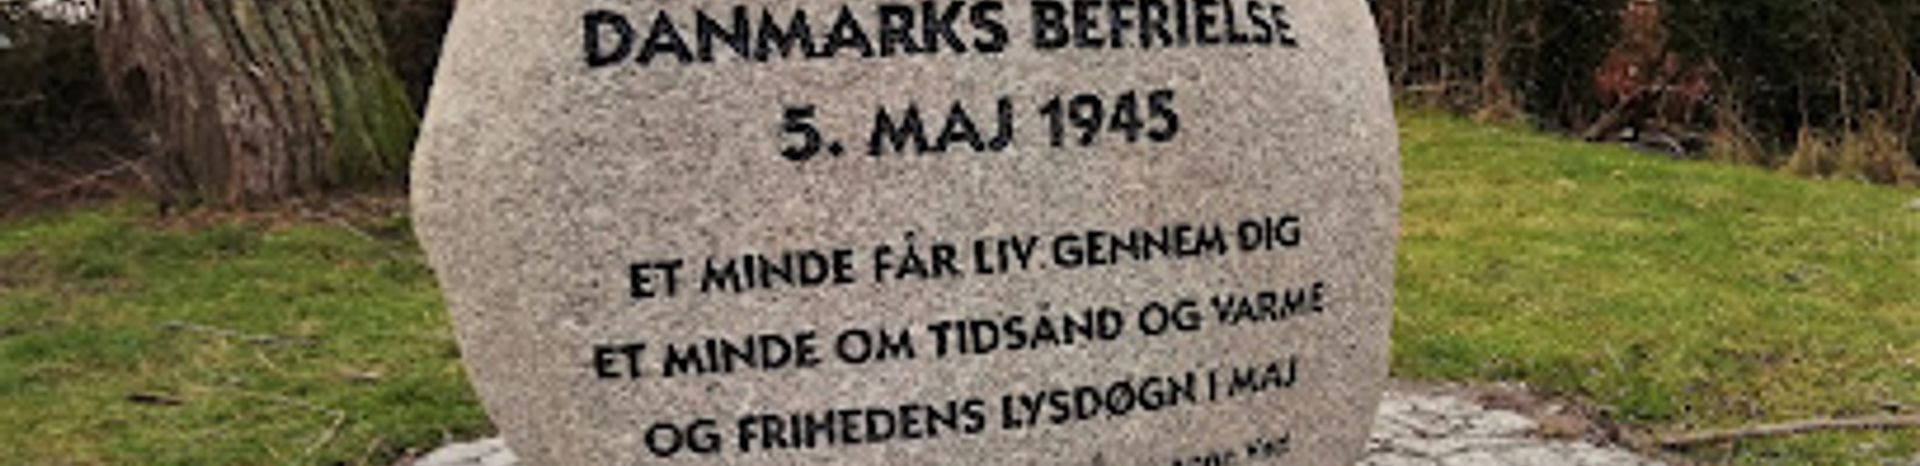 DANMARKS BEFRIELSE
5. MAJ 1945
ET MINDE FÅR LIV GENNEM DIG
ET MINDE OM TIDSÅND OG VARME
OG FRIHEDENS LYSDØGN I MAJ